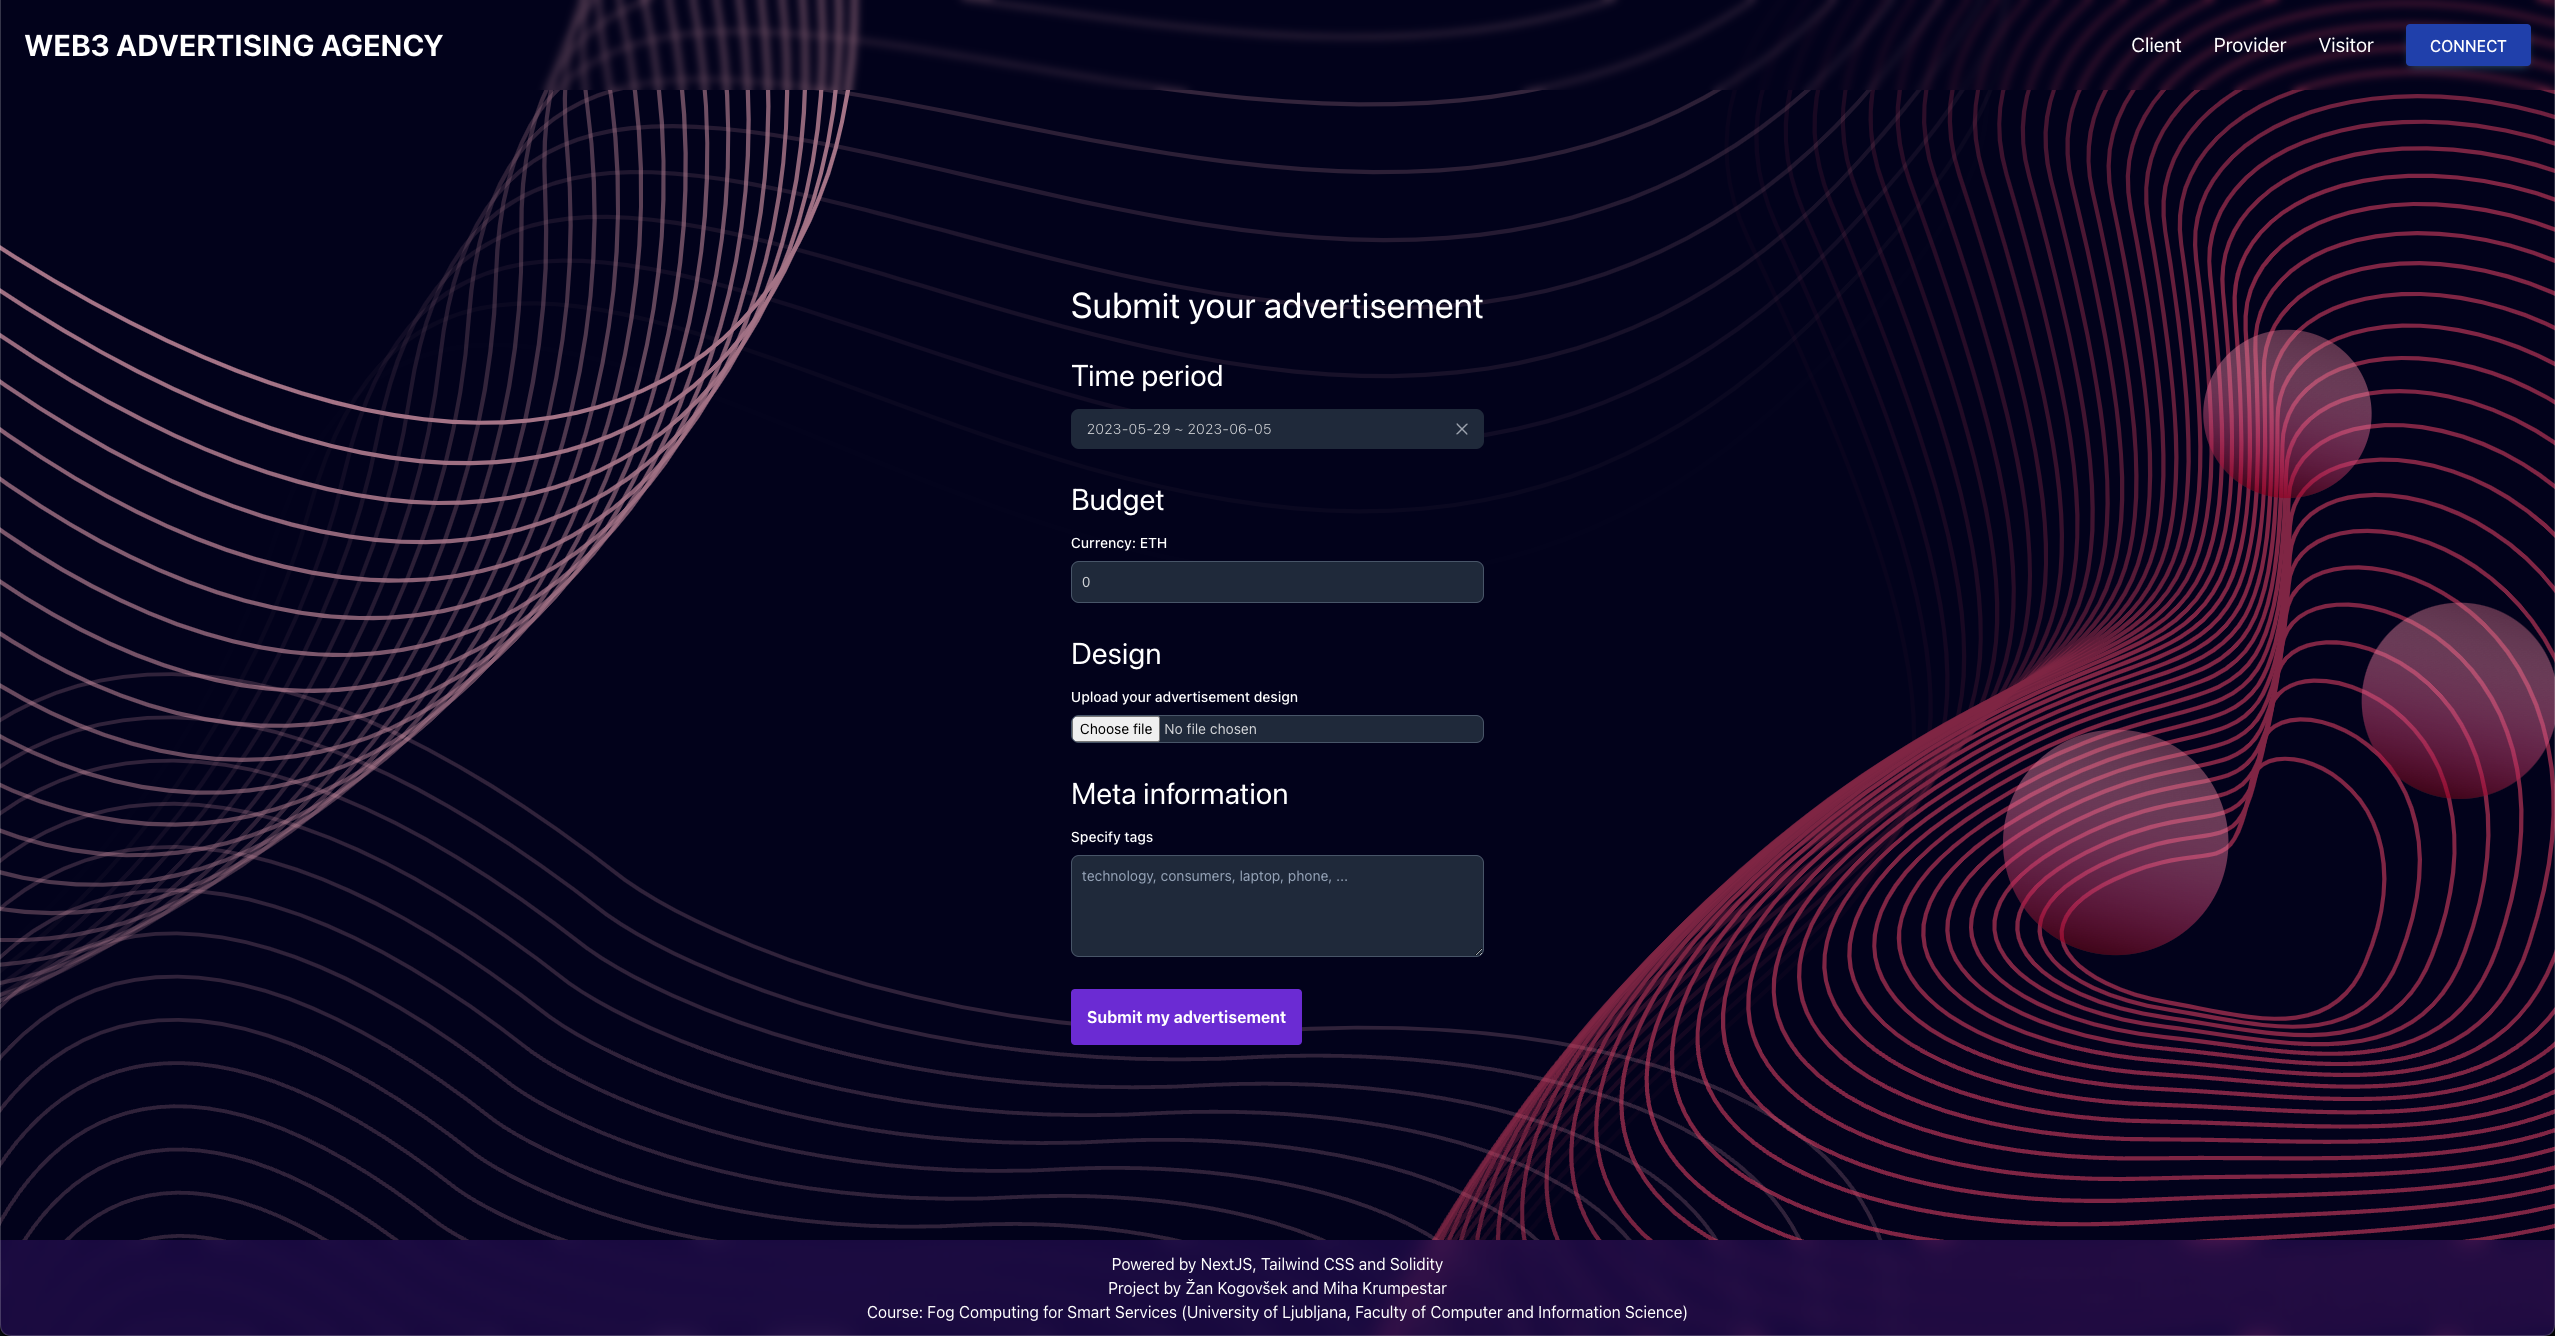 WEB3 ADVERTISING AGENCY
Client
Provider
Visitor
CONNECT
Submit your advertisement
Time period
2023-05-29 ~ 2023-06-05
Budget
Currency: ETH
0
Design
Upload your advertisement design
Choose file No file chosen
Meta information
Specify tags
technology, consumers, laptop, phone, ...
Submit my advertisement
Powered by NextJS, Tailwind CSS and Solidity
Project by Žan Kogovšek and Miha Krumpestar
Course: Fog Computing for Smart Services (University of Ljubljana, Faculty of Computer and Information Science)